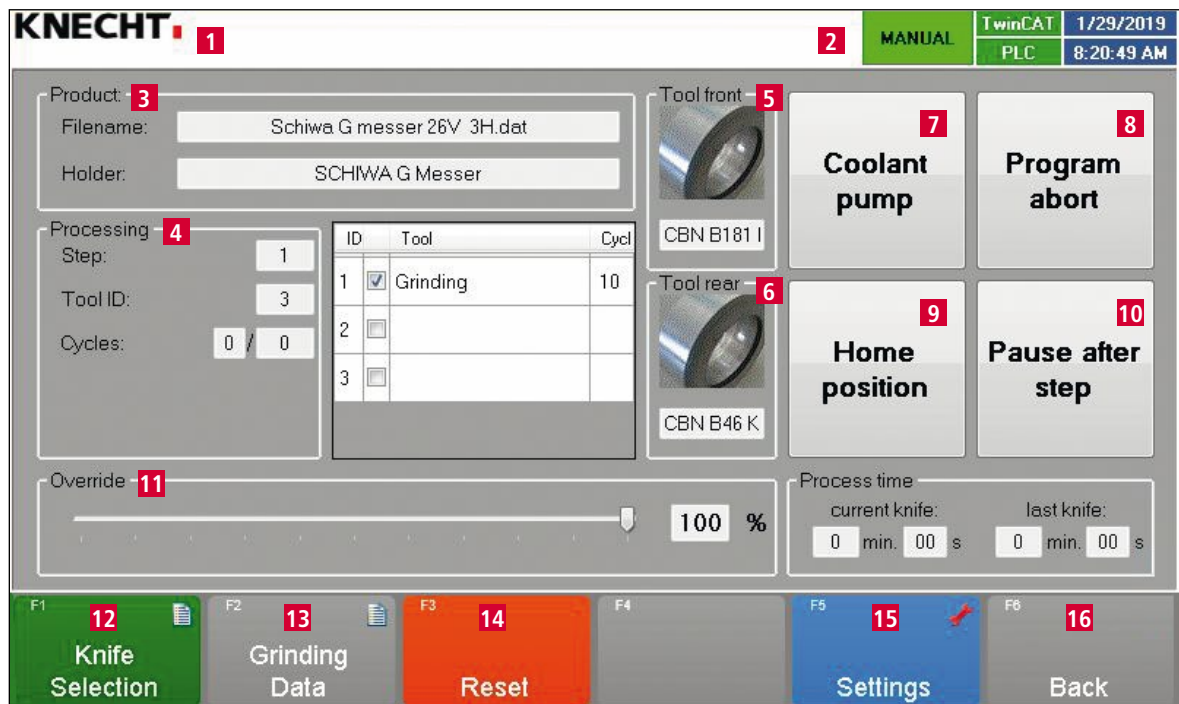 KNECHT
1
2
MANUAL
TwinCAT 1/29/2019
PLC 8:20:49 AM
Product: 3
Filename: Schiwa G messer 26V 3H.dat
Holder: SCHIWA G Messer
Tool front 5
CBN B181 I
7
Coolant
pump
8
Program
abort
Processing 4
Step: 1
Tool ID: 3
Cycles: 0 / 0
ID Tool Cycl
1 Grinding 10
2
3
Tool rear 6
CBN B46 K
9
Home
position
10
Pause after
step
Override 11
100 %
Process time
current knife: last knife:
0 min. 00 s 0 min. 00 s
F1 12
Knife
Selection
F2 13
Grinding
Data
F3 14
Reset
F4
F5 15
Settings
F6 16
Back